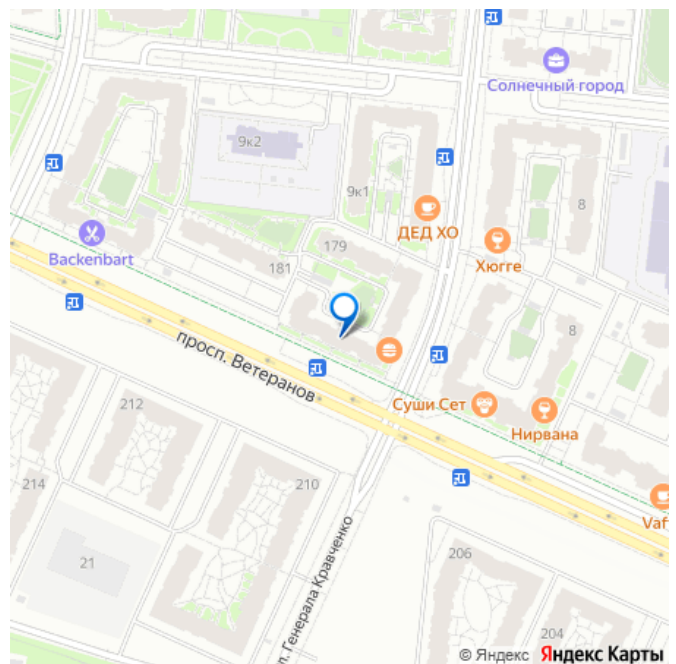 Солнечный город
9к2
9к1
8
ДЕД ХО
Backenbart
179
Хюгге
181
8
просп. Ветеранов
212
Суши Сет
Нирвана
214
210
Vaf
21
206
л. Генерала Кравченко
204
© Яндекс Яндекс Карты